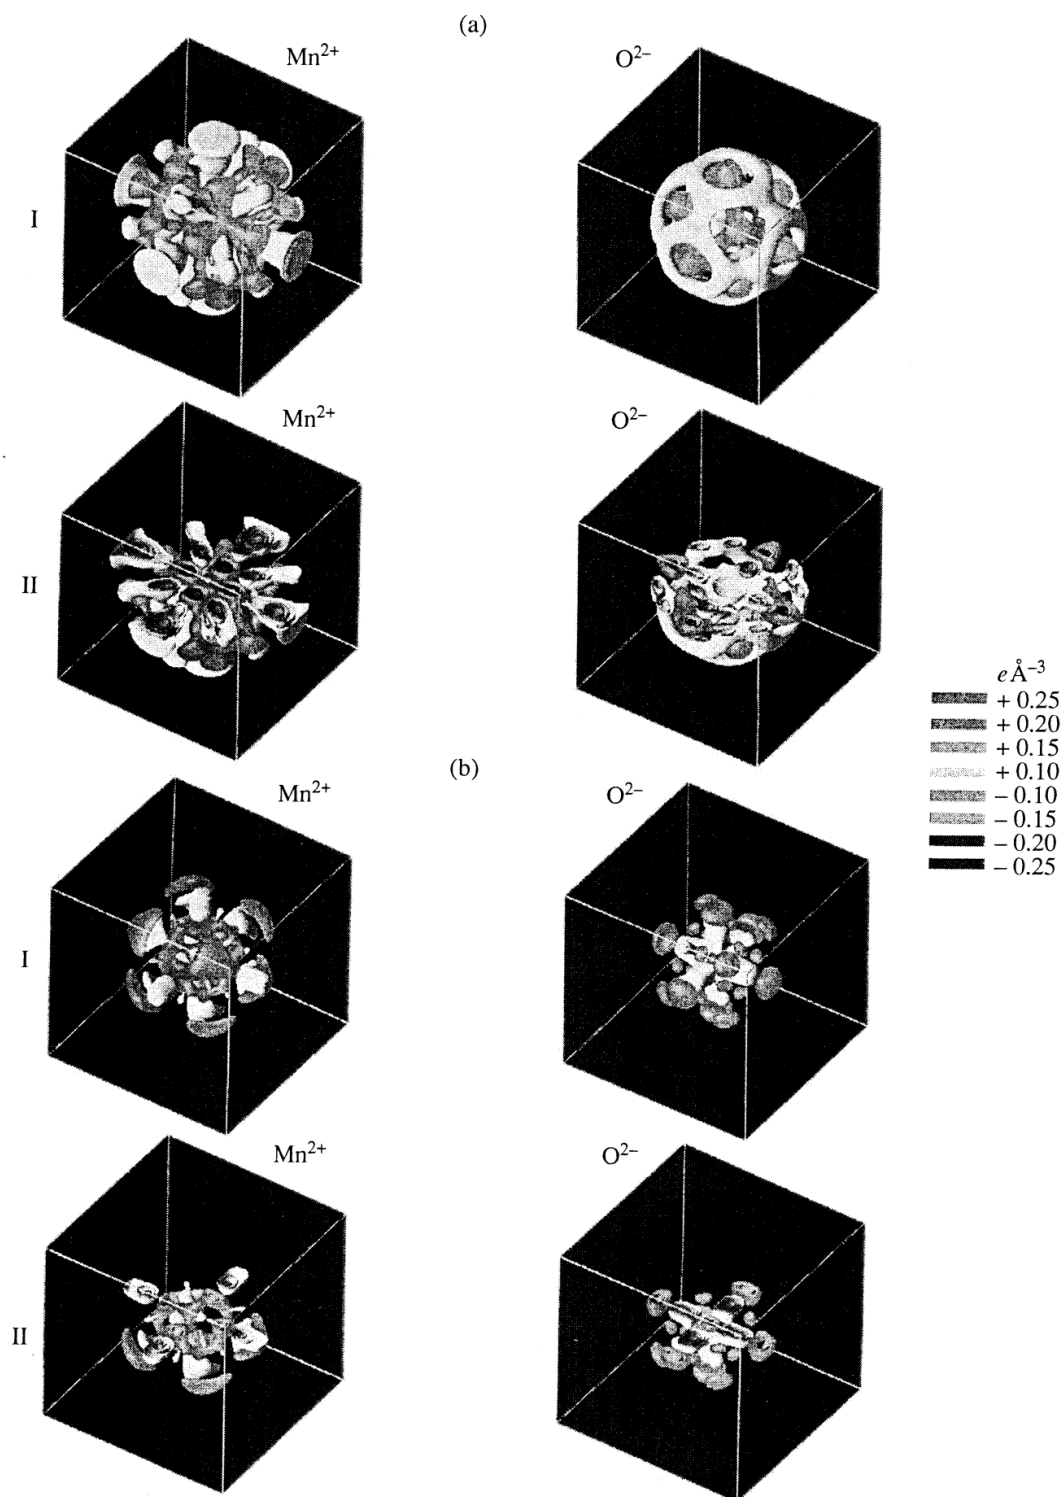 (a)
Mn²⁺
O²⁻
I
Mn²⁺
O²⁻
II
e Å⁻³
+ 0.25
+ 0.20
+ 0.15
+ 0.10
– 0.10
– 0.15
– 0.20
– 0.25
(b)
Mn²⁺
O²⁻
I
Mn²⁺
O²⁻
II